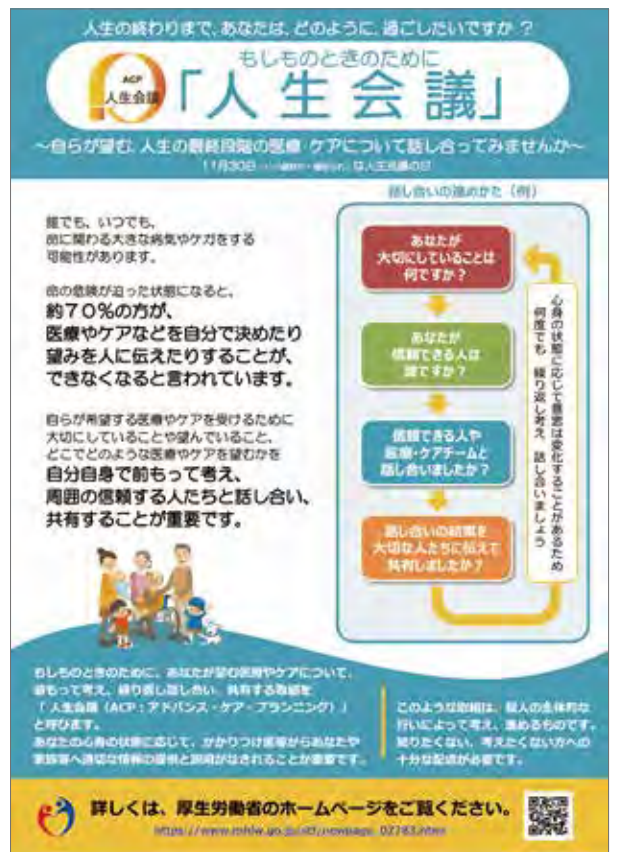 人生の終わりまで、あなたは、どのように、過ごしたいですか？
ACP
人生会議
もしものときのために
「人生会議」
～自らが望む、人生の最終段階の医療・ケアについて話し合ってみませんか～
11月30日
は人生会議の日
誰でも、いつでも、
命に関わる大きな病気やケガをする
可能性があります。
命の危険が迫った状態になると、
約７０％の方が、
医療やケアなどを自分で決めたり
望みを人に伝えたりすることが、
できなくなると言われています。
自らが希望する医療やケアを受けるために
大切にしていることや望んでいること、
どこでどのような医療やケアを望むかを
自分自身で前もって考え、
周囲の信頼する人たちと話し合い、
共有することが重要です。
話し合いの進めかた（例）
あなたが
大切にしていることは
何ですか？
あなたが
信頼できる人は
誰ですか？
信頼できる人や
医療・ケアチームと
話し合いましたか？
話し合いの結果を
大切な人たちに伝えて
共有しましたか？
心身の状態に応じて意思は変化することがあるため
何度でも、繰り返し考え、話し合いましょう
もしものときのために、あなたが望む医療やケアについて、
前もって考え、繰り返し話し合い、共有する取組を
「人生会議（ACP：アドバンス・ケア・プランニング）」
と呼びます。
あなたの心身の状態に応じて、かかりつけ医等からあなたや
家族等へ適切な情報の提供と説明がなされることが重要です。
このような取組は、個人の主体的な
行いによって考え、進めるものです。
知りたくない、考えたくない方への
十分な配慮が必要です。
詳しくは、厚生労働省のホームページをご覧ください。
https://www.mhlw.go.jp/stf/newpage_02783.html